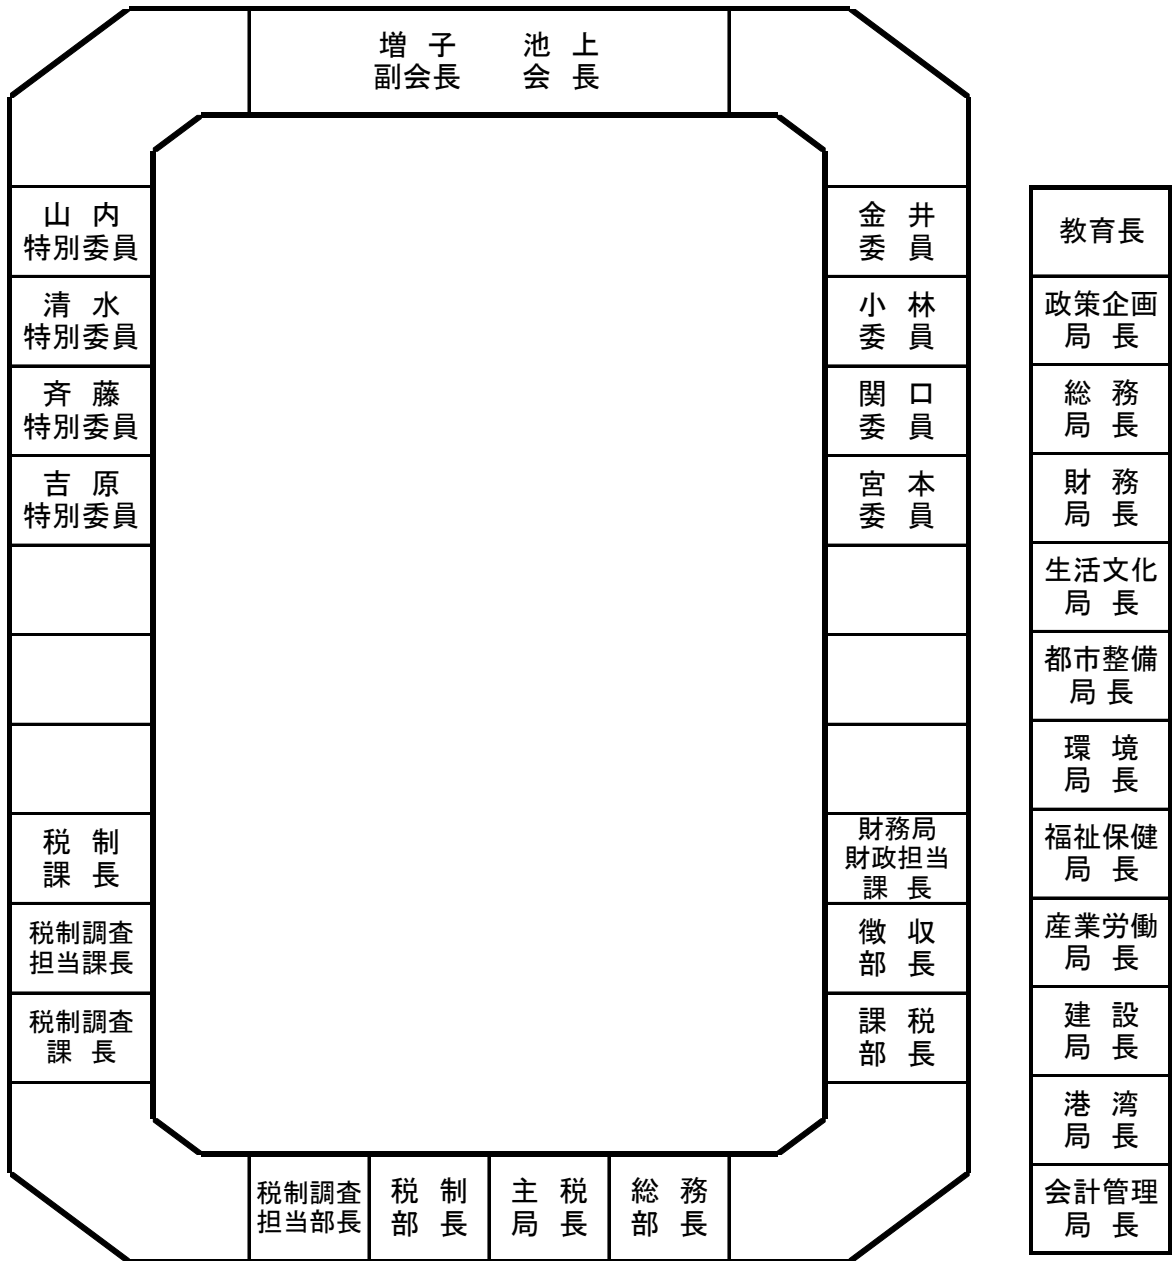 増子 池上
副会長 会長
山内
特別委員
清水
特別委員
斉藤
特別委員
吉原
特別委員
税制
課長
税制調査
担当課長
税制調査
課長
金井
委員
小林
委員
関口
委員
宮本
委員
財務局
財政担当
課長
徴収
部長
課税
部長
税制調査
担当部長
税制
部長
主税
局長
総務
部長
教育長
政策企画
局長
総務
局長
財務
局長
生活文化
局長
都市整備
局長
環境
局長
福祉保健
局長
産業労働
局長
建設
局長
港湾
局長
会計管理
局長